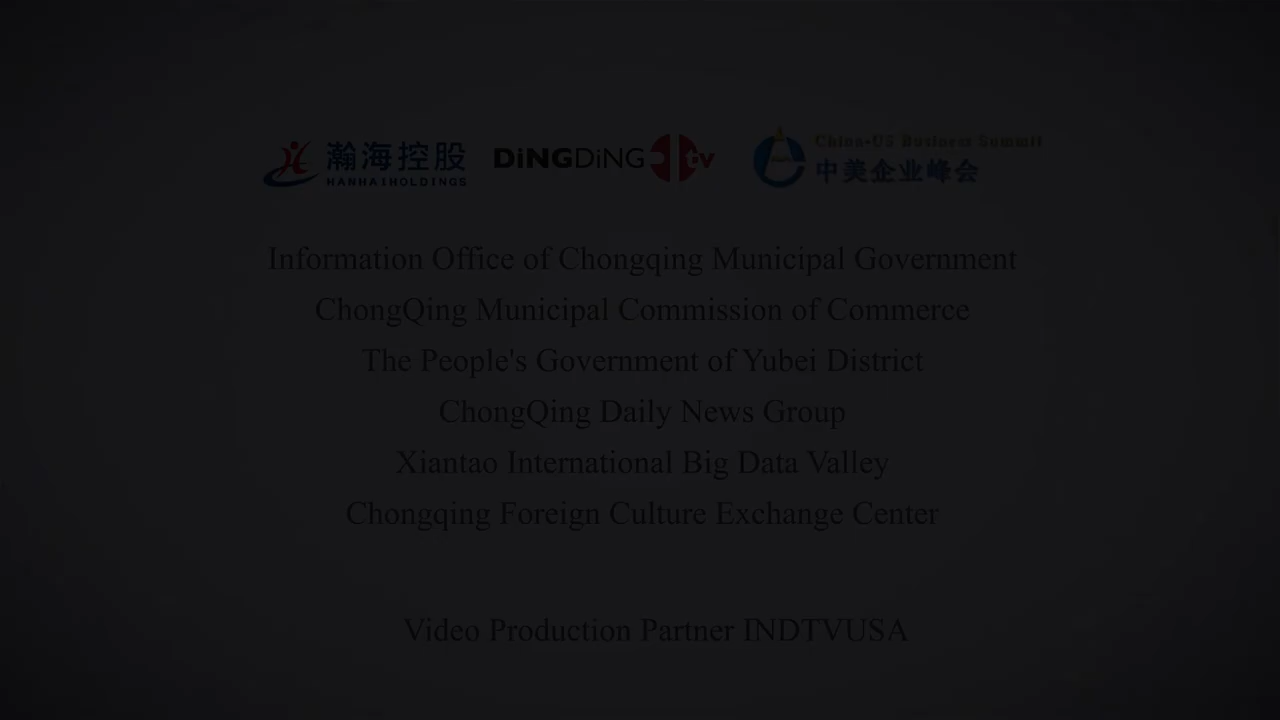 瀚海控股
HANHAIHOLDINGS
DiNGDiNG tv
China-US Business Summit
中美企业峰会
Information Office of Chongqing Municipal Government
ChongQing Municipal Commission of Commerce
The People's Government of Yubei District
ChongQing Daily News Group
Xiantao International Big Data Valley
Chongqing Foreign Culture Exchange Center
Video Production Partner INDTVUSA